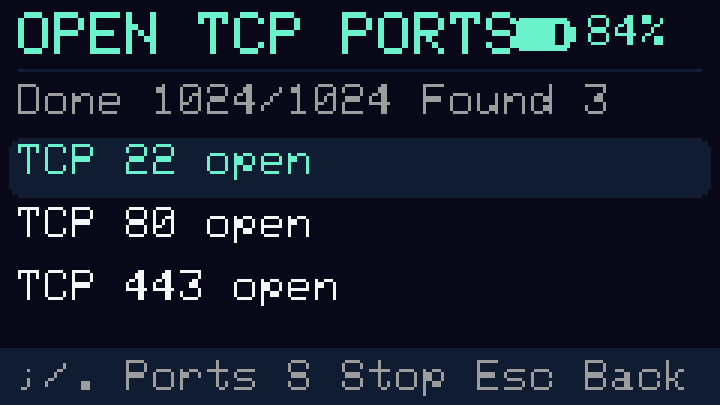 OPEN TCP PORTS 84%
Done 1024/1024 Found 3
TCP 22 open
TCP 80 open
TCP 443 open
;/. Ports S Stop Esc Back